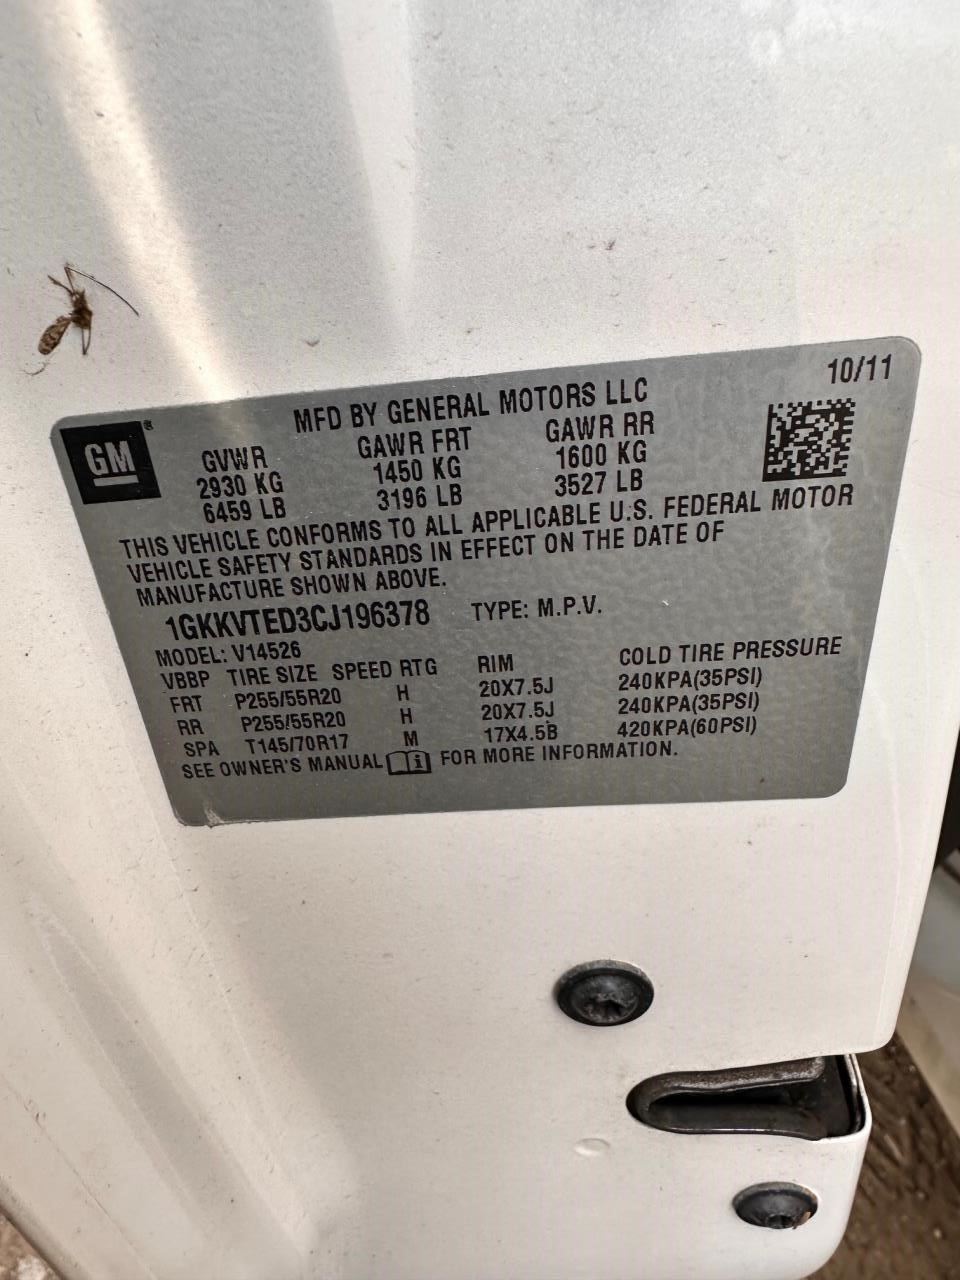 10/11
MFD BY GENERAL MOTORS LLC
GM®
GVWR GAWR FRT GAWR RR
2930 KG 1450 KG 1600 KG
6459 LB 3196 LB 3527 LB
THIS VEHICLE CONFORMS TO ALL APPLICABLE U.S. FEDERAL MOTOR
VEHICLE SAFETY STANDARDS IN EFFECT ON THE DATE OF
MANUFACTURE SHOWN ABOVE.
1GKKVTED3CJ196378 TYPE: M.P.V.
MODEL: V14526
VBBP TIRE SIZE SPEED RTG RIM COLD TIRE PRESSURE
FRT P255/55R20 H 20X7.5J 240KPA(35PSI)
RR P255/55R20 H 20X7.5J 240KPA(35PSI)
SPA T145/70R17 M 17X4.5B 420KPA(60PSI)
SEE OWNER'S MANUAL FOR MORE INFORMATION.